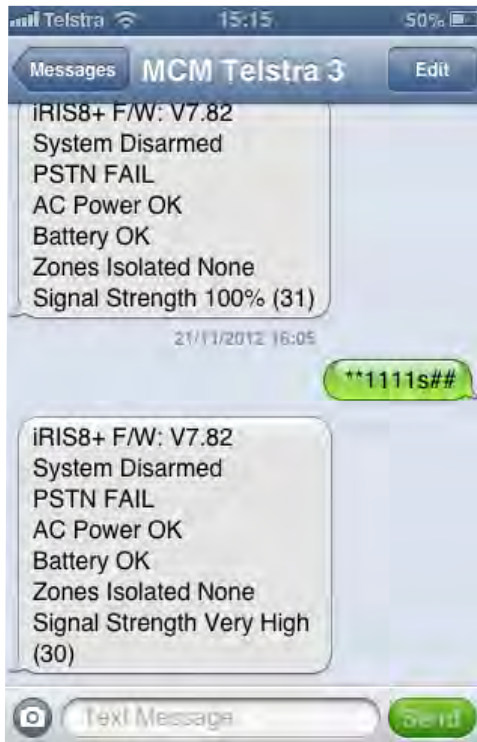 Telstra 15:15 50%
Messages MCM Telstra 3 Edit
iRIS8+ F/W: V7.82
System Disarmed
PSTN FAIL
AC Power OK
Battery OK
Zones Isolated None
Signal Strength 100% (31)
21/11/2012 16:05
**1111s##
iRIS8+ F/W: V7.82
System Disarmed
PSTN FAIL
AC Power OK
Battery OK
Zones Isolated None
Signal Strength Very High
(30)
Text Message Send